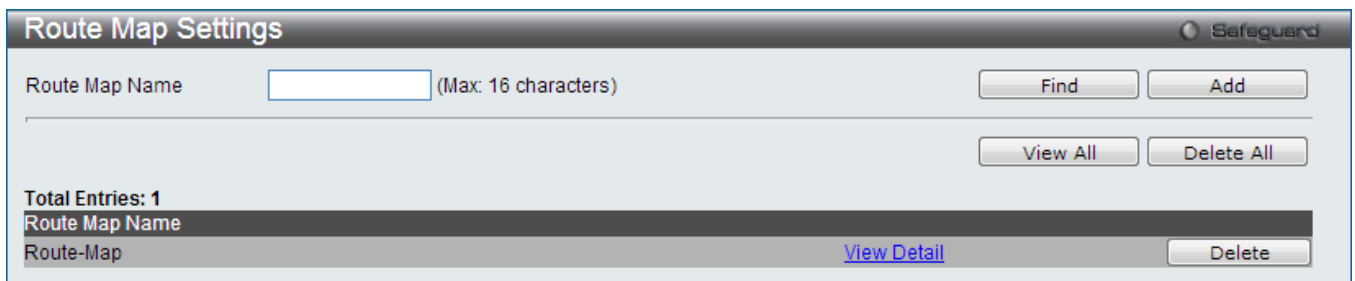 Route Map Settings Safeguard
Route Map Name (Max: 16 characters) Find Add
View All Delete All
Total Entries: 1
Route Map Name
Route-Map View Detail Delete